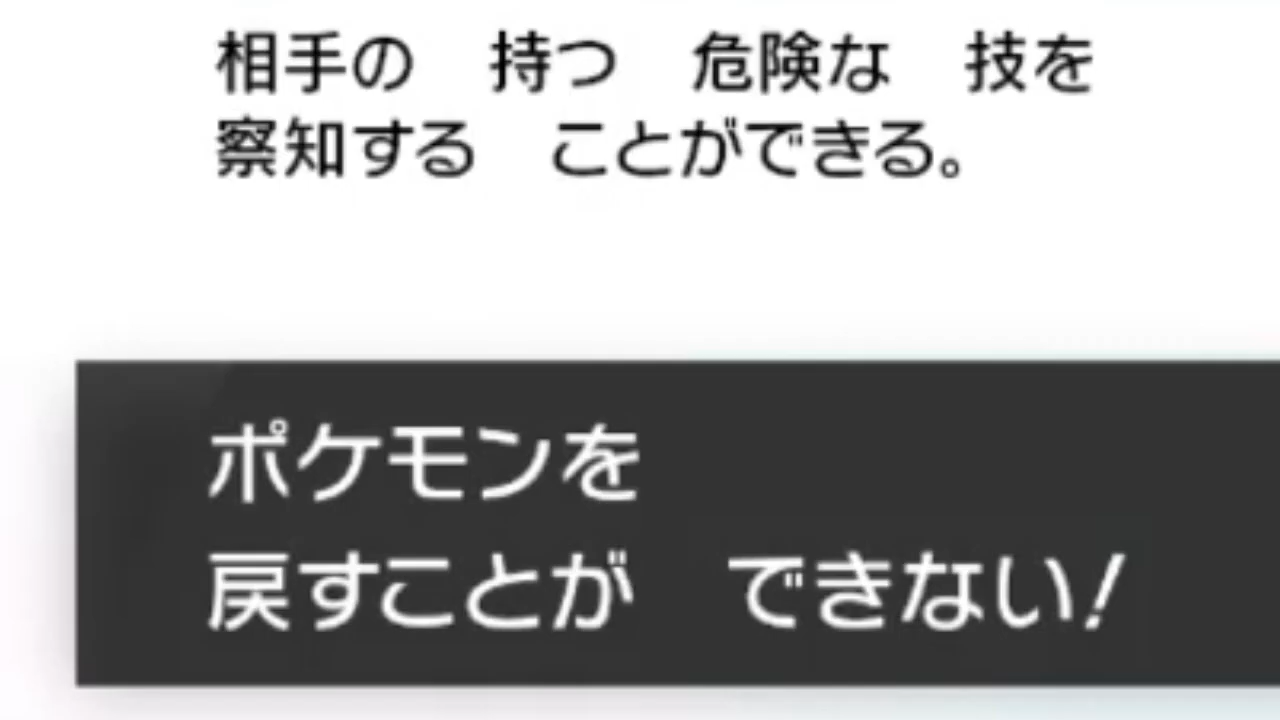 相手の　持つ　危険な　技を
察知する　ことができる。
ポケモンを
戻すことが　できない!